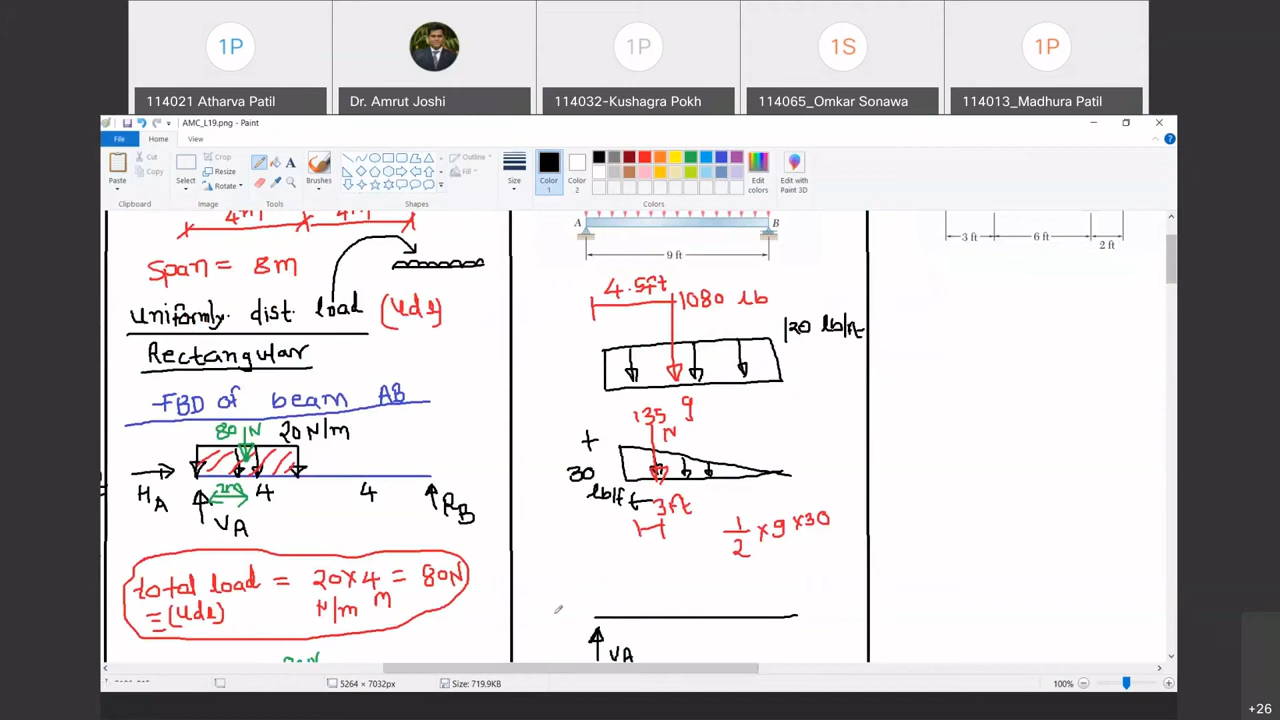 1P
1P
1S
1P
114021 Atharva Patil
Dr. Amrut Joshi
114032-Kushagra Pokh
114065_Omkar Sonawa
114013_Madhura Patil
AMC_L19.png - Paint
File
Home
View
Paste
Cut
Copy
Clipboard
Select
Crop
Resize
Rotate
Image
A
Tools
Brushes
Outline
Fill
Shapes
Size
Color 1
Color 2
Edit colors
Edit with Paint 3D
Colors
4m 4m
span = 8m
uniformly. dist. load (udl)
Rectangular
FBD of beam AB
80 N 20 N/m
HA
2m 4 4
VA
RB
total load = 20×4 = 80N
≡(udl) N/m m
80N
A B
9 ft
4.5ft
1080 lb
120 lb/ft
9
135 N
+
30 lb/ft
3ft
1/2 ×9×30
VA
3 ft 6 ft 2 ft
5264 × 7032px
Size: 719.9KB
100%
+26